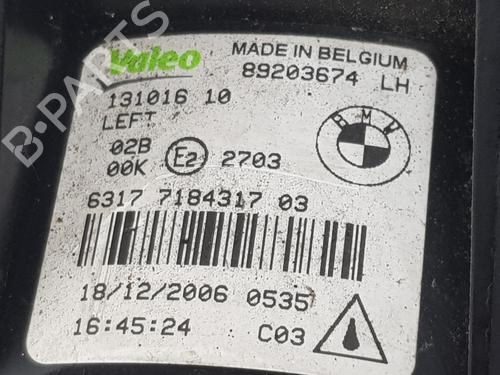 Valeo
MADE IN BELGIUM
89203674 LH
131016 10
LEFT
BMW
02B
00K
E2
2703
6317 7184317 03
18/12/2006 0535
16:45:24
C03
B-PARTS